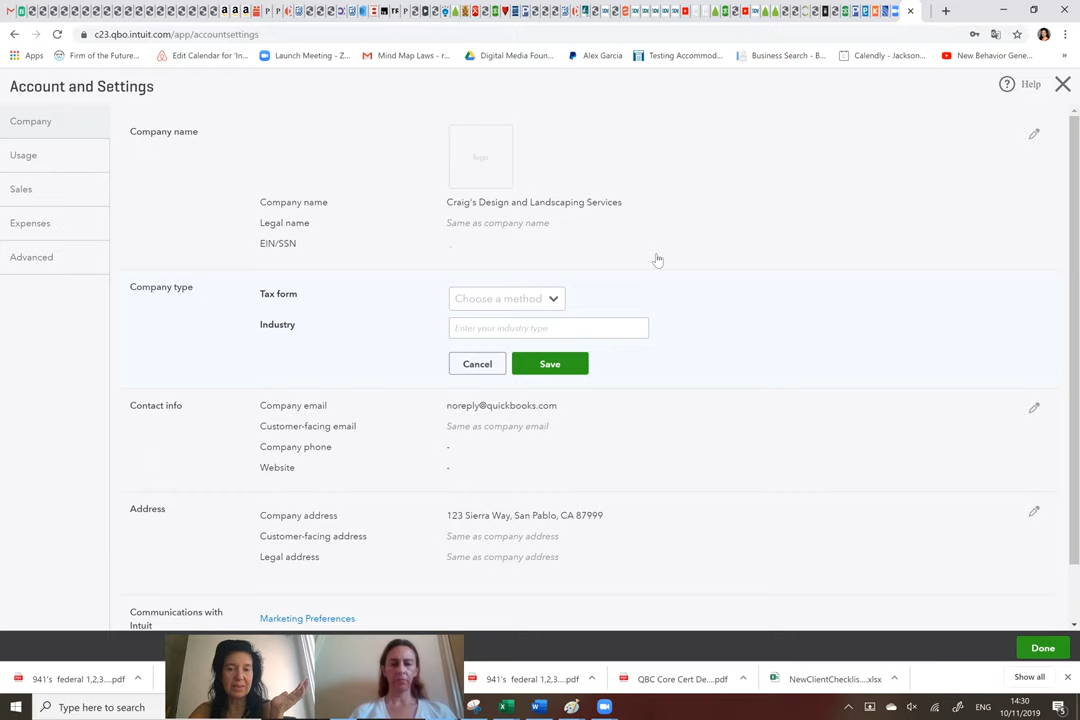 c23.qbo.intuit.com/app/accountsettings
Apps
Firm of the Future...
Edit Calendar for 'In...
Launch Meeting - Z...
Mind Map Laws - r...
Digital Media Foun...
Alex Garcia
Testing Accommod...
Business Search - B...
Calendly - Jackson...
New Behavior Gene...
»
Account and Settings
Help
Company
Usage
Sales
Expenses
Advanced
Company name
logo
Company name
Craig's Design and Landscaping Services
Legal name
Same as company name
EIN/SSN
Company type
Tax form
Choose a method
Industry
Enter your industry type
Cancel
Save
Contact info
Company email
noreply@quickbooks.com
Customer-facing email
Same as company email
Company phone
-
Website
-
Address
Company address
123 Sierra Way, San Pablo, CA 87999
Customer-facing address
Same as company address
Legal address
Same as company address
Communications with
Intuit
Marketing Preferences
Done
941's federal 1,2,3....pdf
941's federal 1,2,3....pdf
QBC Core Cert De....pdf
NewClientChecklis....xlsx
Show all
Type here to search
ENG
14:30
10/11/2019